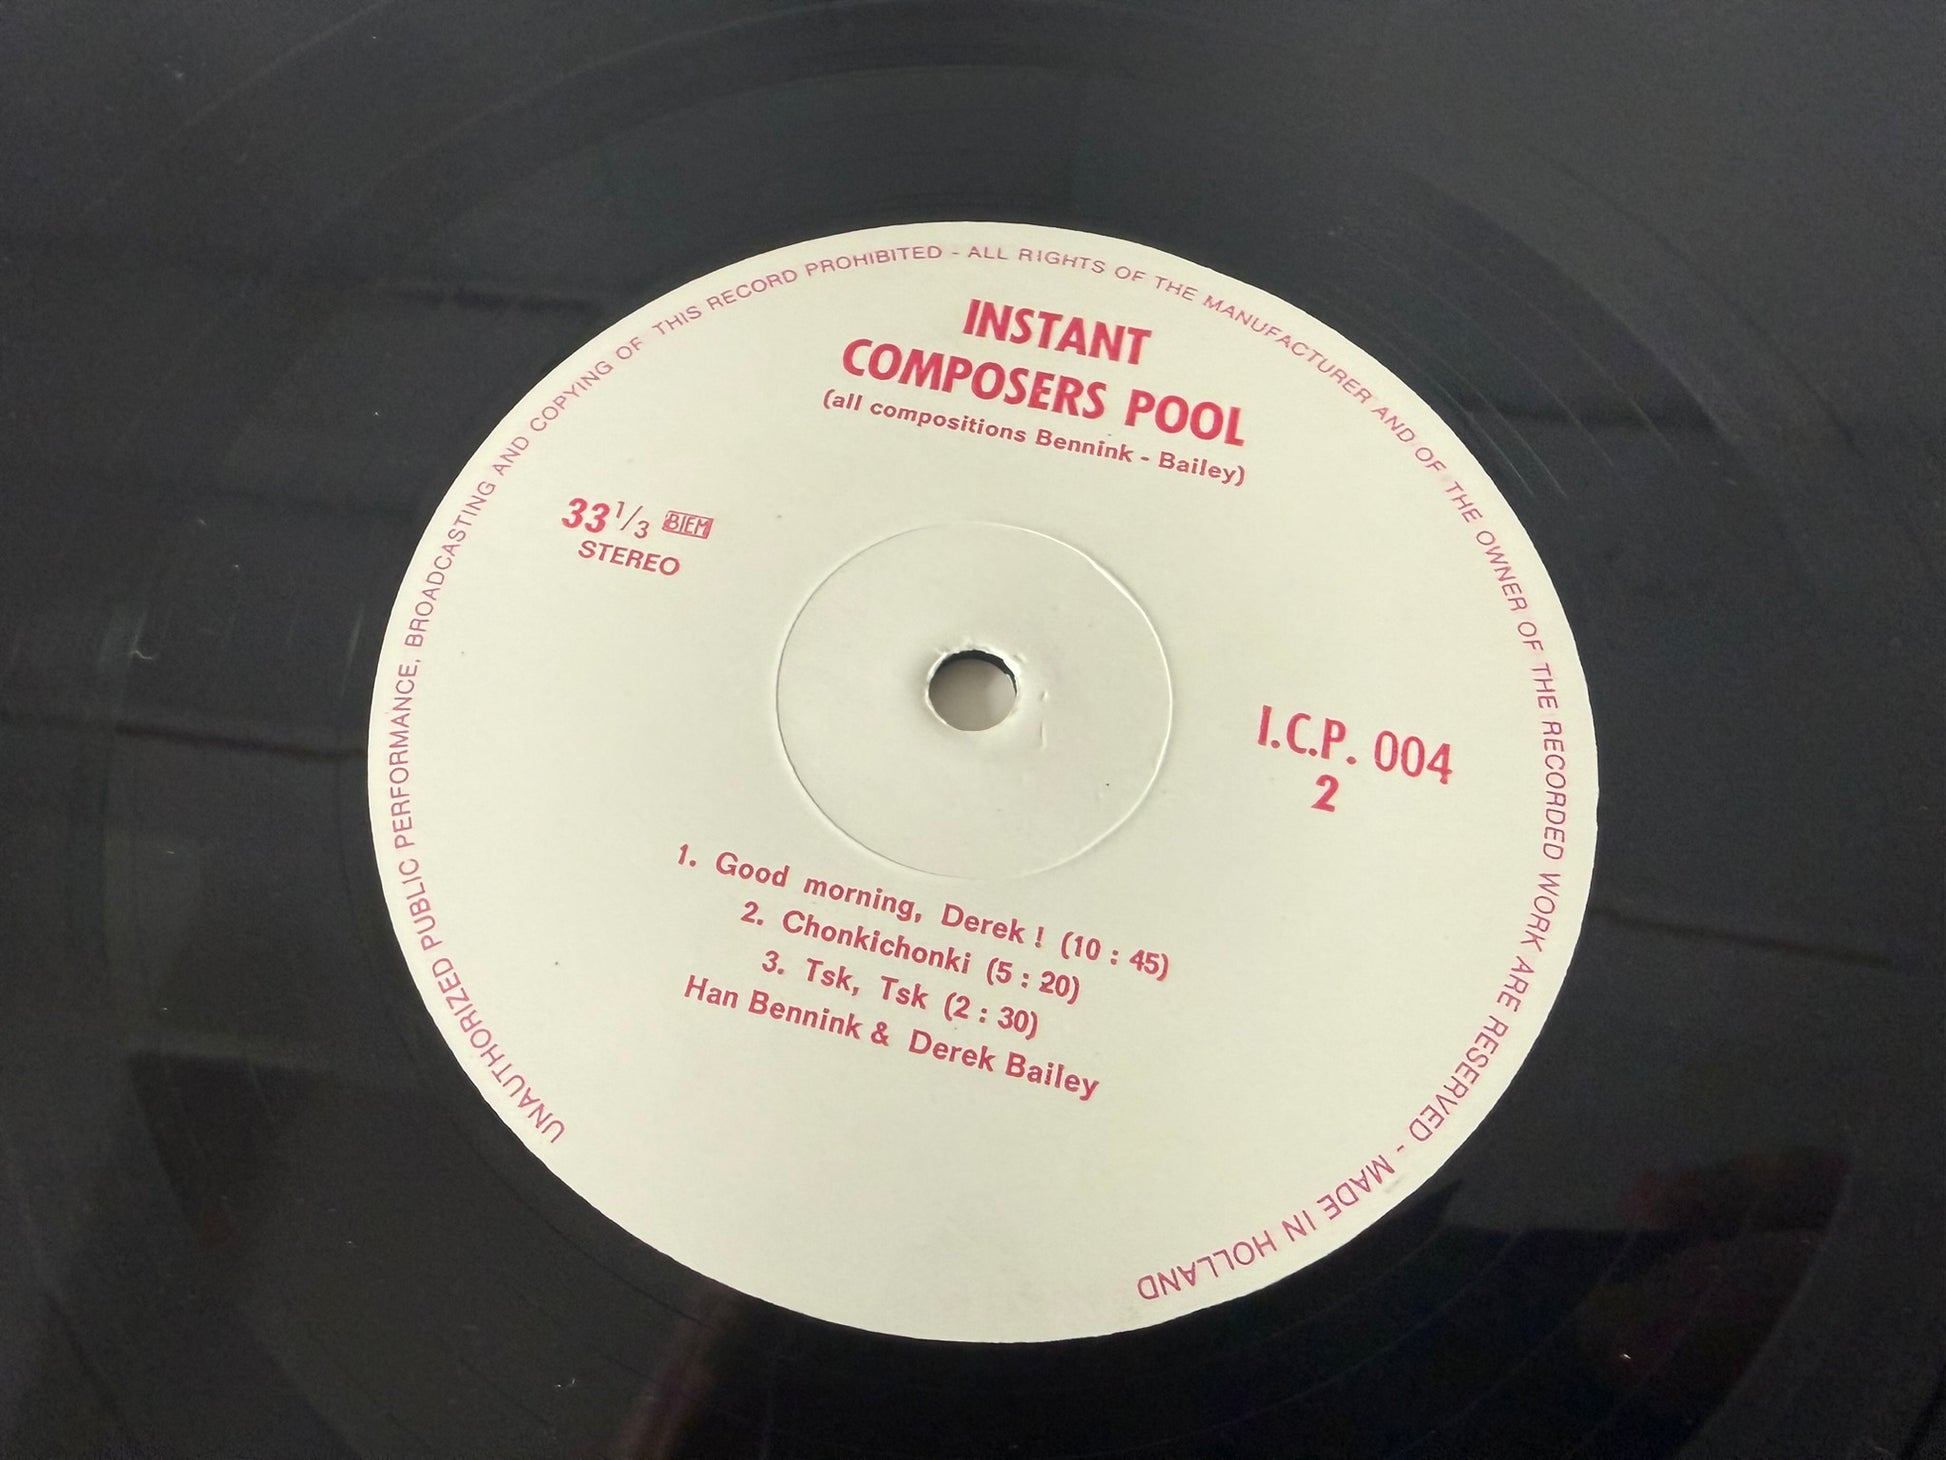 UNAUTHORIZED PUBLIC PERFORMANCE, BROADCASTING AND COPYING OF THIS RECORD PROHIBITED - ALL RIGHTS OF THE MANUFACTURER AND OF THE OWNER OF THE RECORDED WORK ARE RESERVED - MADE IN HOLLAND
INSTANT
COMPOSERS POOL
(all compositions Bennink - Bailey)
33 1/3 BIEM
STEREO
I.C.P. 004
2
1. Good morning, Derek ! (10 : 45)
2. Chonkichonki (5 : 20)
3. Tsk, Tsk (2 : 30)
Han Bennink & Derek Bailey